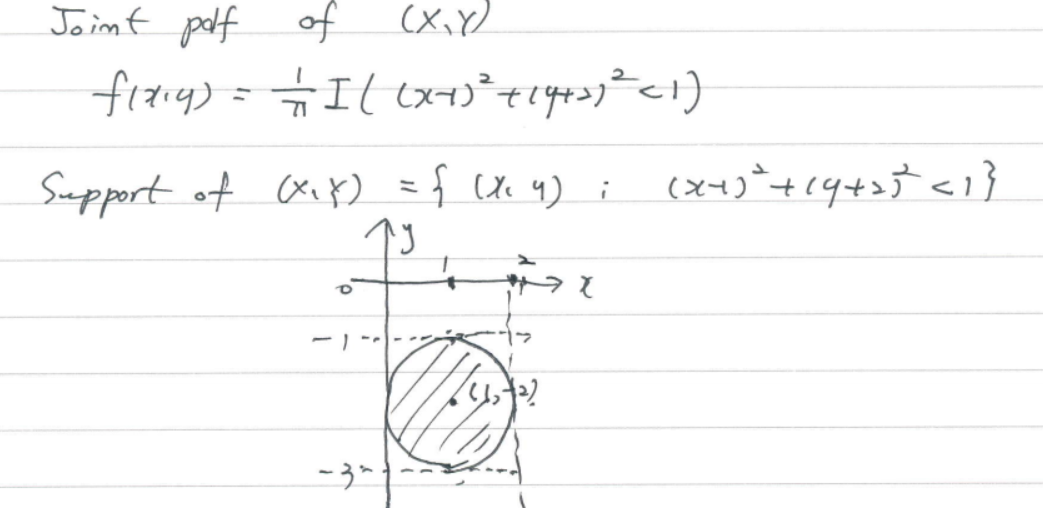 Joint pdf of (X,Y)
f(x,y) = 1/π I( (x-1)² + (y+2)² < 1)
Support of (X,Y) = { (x, y) ; (x-1)² + (y+2)² < 1}
y
1 2
0 x
-1
(1,-2)
-3